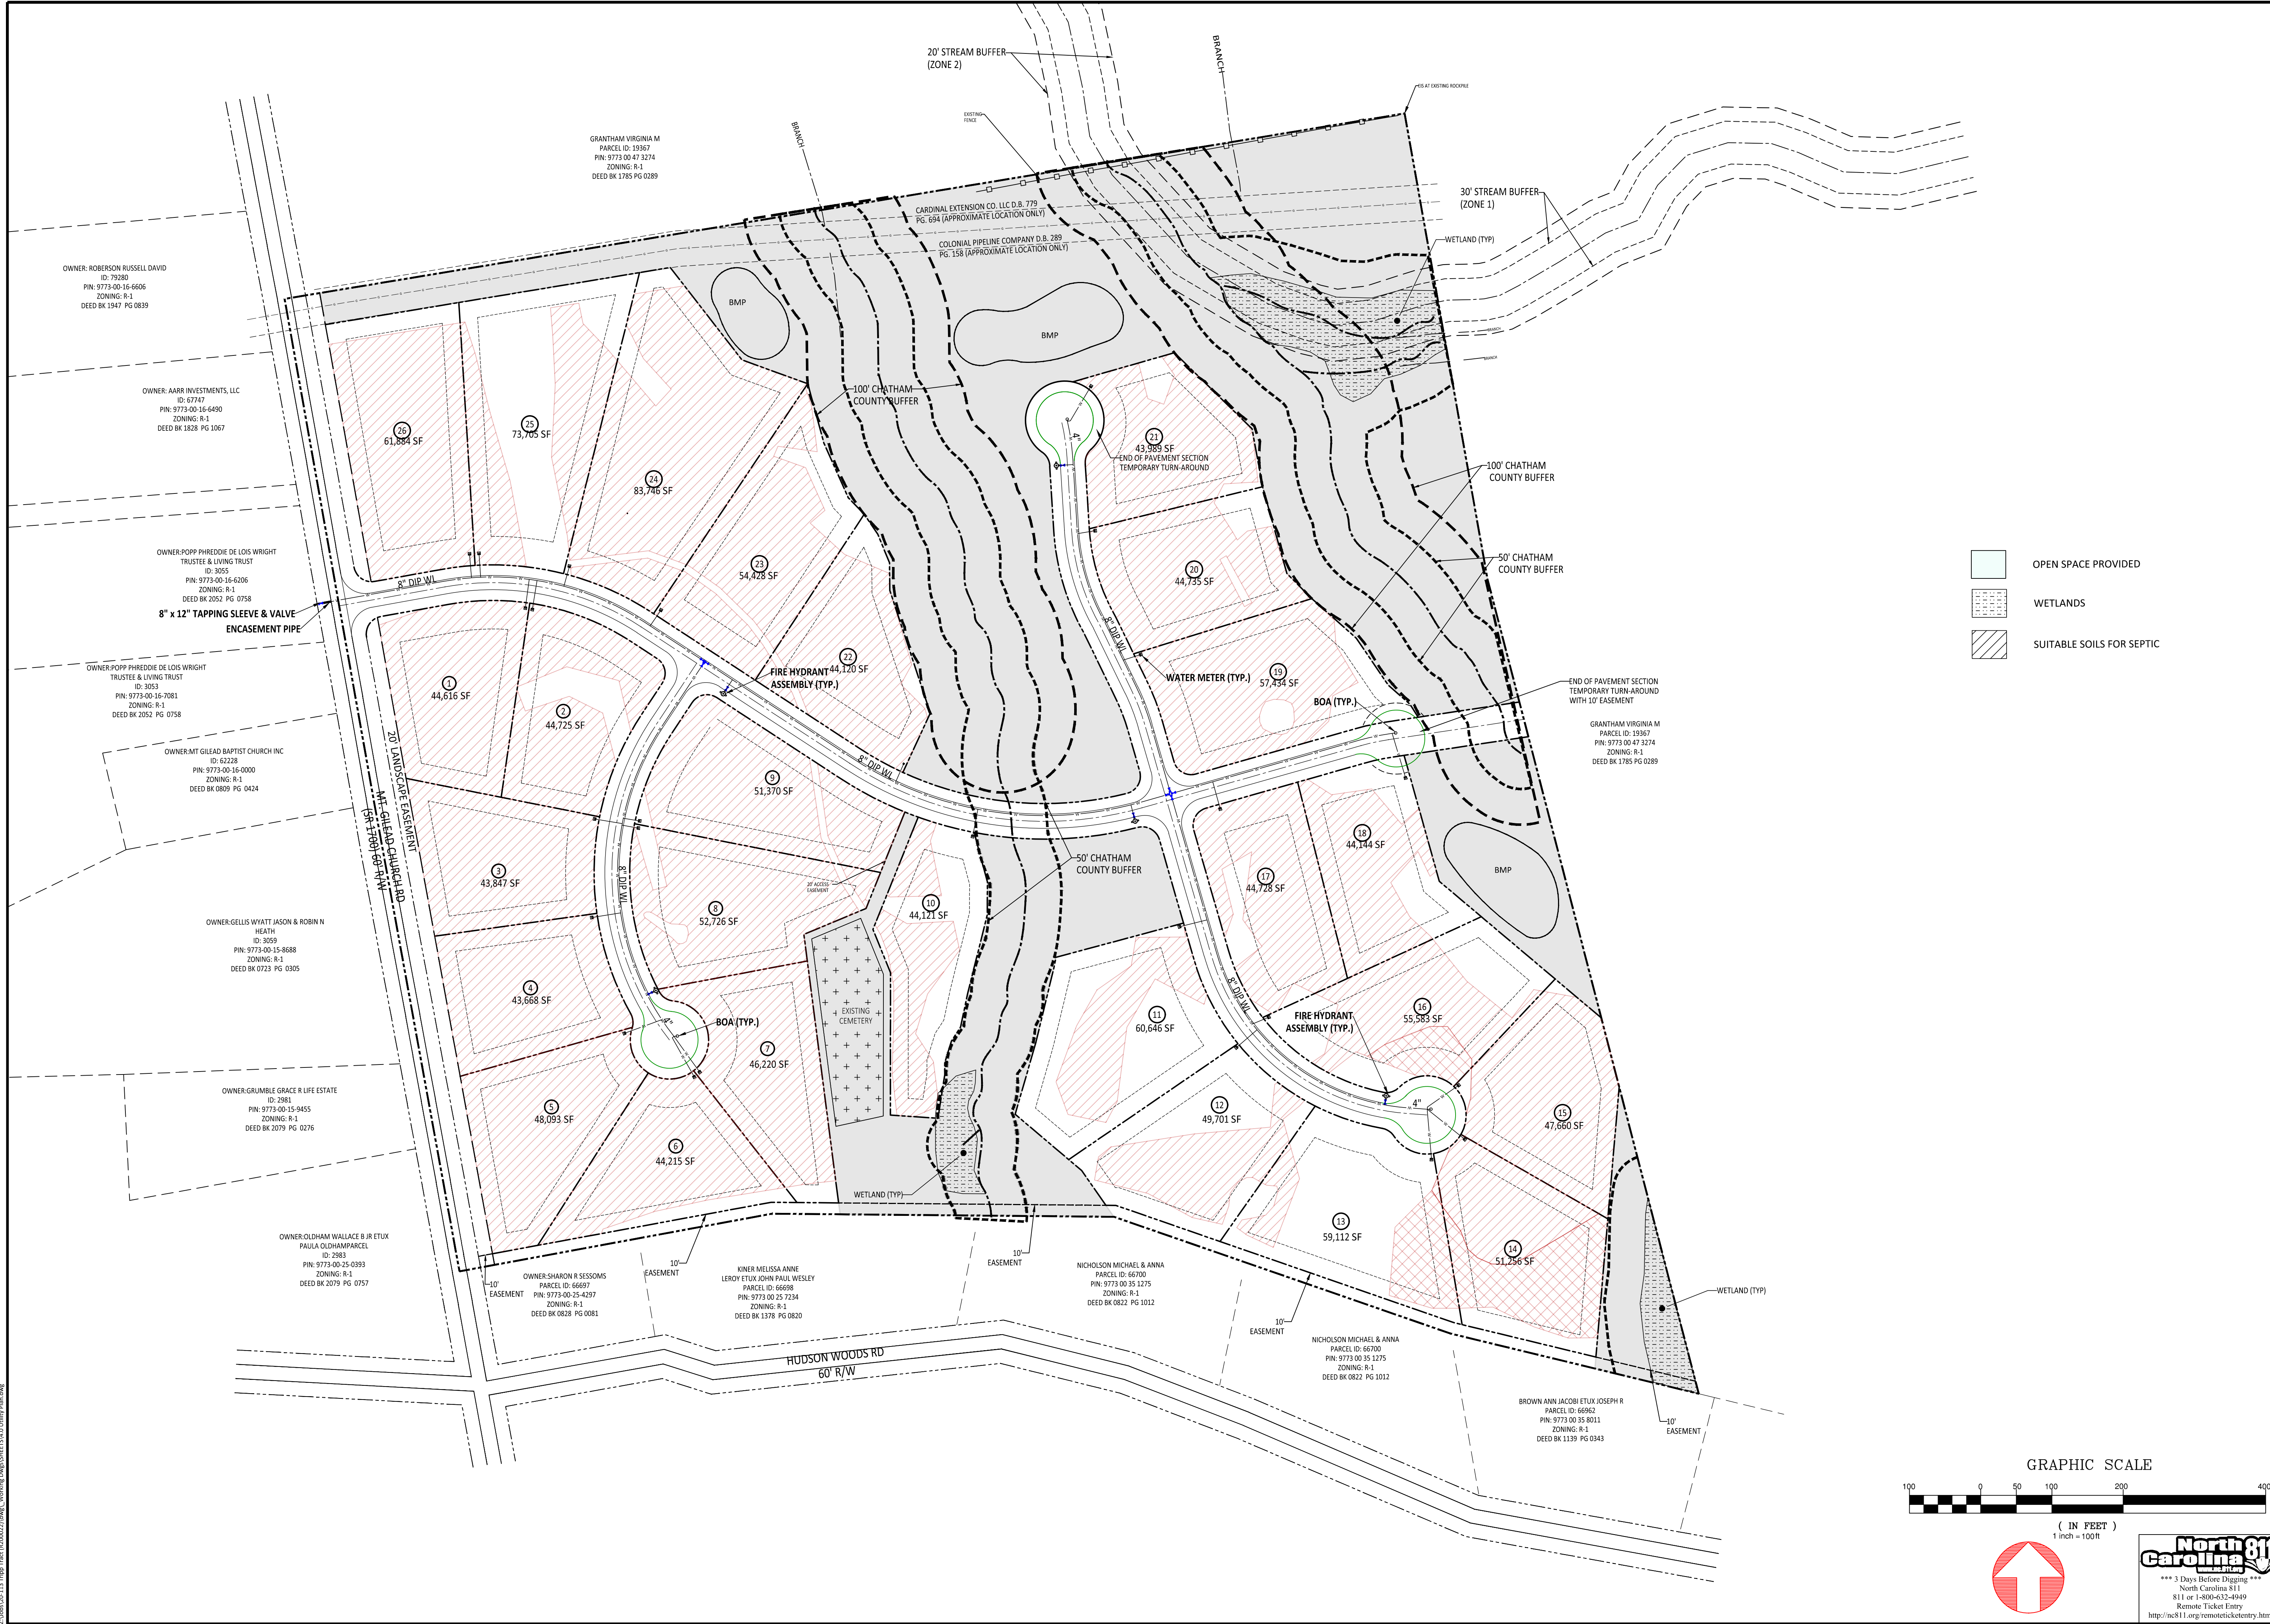 20' STREAM BUFFER
(ZONE 2)
BRANCH
EIS AT EXISTING ROCKPILE
EXISTING
FENCE
BRANCH
GRANTHAM VIRGINIA M
PARCEL ID: 19367
PIN: 9773 00 47 3274
ZONING: R-1
DEED BK 1785 PG 0289
30' STREAM BUFFER
(ZONE 1)
CARDINAL EXTENSION CO. LLC D.B. 779
PG. 694 (APPROXIMATE LOCATION ONLY)
COLONIAL PIPELINE COMPANY D.B. 289
PG. 158 (APPROXIMATE LOCATION ONLY)
WETLAND (TYP)
BRANCH
BRANCH
OWNER: ROBERSON RUSSELL DAVID
ID: 79280
PIN: 9773-00-16-6606
ZONING: R-1
DEED BK 1947 PG 0839
BMP
BMP
OWNER: AARR INVESTMENTS, LLC
ID: 67747
PIN: 9773-00-16-6490
ZONING: R-1
DEED BK 1828 PG 1067
100' CHATHAM
COUNTY BUFFER
26
61,884 SF
25
73,705 SF
24
83,746 SF
21
43,989 SF
4"
END OF PAVEMENT SECTION
TEMPORARY TURN-AROUND
100' CHATHAM
COUNTY BUFFER
50' CHATHAM
COUNTY BUFFER
OPEN SPACE PROVIDED
WETLANDS
SUITABLE SOILS FOR SEPTIC
23
54,428 SF
20
44,735 SF
OWNER:POPP PHREDDIE DE LOIS WRIGHT
TRUSTEE & LIVING TRUST
ID: 3055
PIN: 9773-00-16-6206
ZONING: R-1
DEED BK 2052 PG 0758
8" DIP WL
8" x 12" TAPPING SLEEVE & VALVE
ENCASEMENT PIPE
8" DIP WL
OWNER:POPP PHREDDIE DE LOIS WRIGHT
TRUSTEE & LIVING TRUST
ID: 3053
PIN: 9773-00-16-7081
ZONING: R-1
DEED BK 2052 PG 0758
1
44,616 SF
2
44,725 SF
22
44,120 SF
FIRE HYDRANT
ASSEMBLY (TYP.)
WATER METER (TYP.)
19
57,434 SF
BOA (TYP.)
END OF PAVEMENT SECTION
TEMPORARY TURN-AROUND
WITH 10' EASEMENT
GRANTHAM VIRGINIA M
PARCEL ID: 19367
PIN: 9773 00 47 3274
ZONING: R-1
DEED BK 1785 PG 0289
OWNER:MT GILEAD BAPTIST CHURCH INC
ID: 62228
PIN: 9773-00-16-0000
ZONING: R-1
DEED BK 0809 PG 0424
20' LANDSCAPE EASEMENT
MT. GILEAD CHURCH RD
(SR 1700) 60' R/W
9
51,370 SF
8" DIP WL
18
44,144 SF
50' CHATHAM
COUNTY BUFFER
3
43,847 SF
8" DIP WL
20' ACCESS
EASEMENT
17
44,728 SF
BMP
8
52,726 SF
10
44,121 SF
OWNER:GELLIS WYATT JASON & ROBIN N
HEATH
ID: 3059
PIN: 9773-00-15-8688
ZONING: R-1
DEED BK 0723 PG 0305
4
43,668 SF
8" DIP WL
EXISTING
CEMETERY
4"
BOA (TYP.)
11
60,646 SF
FIRE HYDRANT
ASSEMBLY (TYP.)
16
55,583 SF
7
46,220 SF
OWNER:GRUMBLE GRACE R LIFE ESTATE
ID: 2981
PIN: 9773-00-15-9455
ZONING: R-1
DEED BK 2079 PG 0276
5
48,093 SF
12
49,701 SF
4"
15
47,660 SF
6
44,215 SF
WETLAND (TYP)
13
59,112 SF
14
51,256 SF
OWNER:OLDHAM WALLACE B JR ETUX
PAULA OLDHAMPARCEL
ID: 2983
PIN: 9773-00-25-0393
ZONING: R-1
DEED BK 2079 PG 0757
10'
EASEMENT
OWNER:SHARON R SESSOMS
PARCEL ID: 66697
PIN: 9773-00-25-4297
ZONING: R-1
DEED BK 0828 PG 0081
10'
EASEMENT
KINER MELISSA ANNE
LEROY ETUX JOHN PAUL WESLEY
PARCEL ID: 66698
PIN: 9773 00 25 7234
ZONING: R-1
DEED BK 1378 PG 0820
10'
EASEMENT
NICHOLSON MICHAEL & ANNA
PARCEL ID: 66700
PIN: 9773 00 35 1275
ZONING: R-1
DEED BK 0822 PG 1012
WETLAND (TYP)
10'
EASEMENT
NICHOLSON MICHAEL & ANNA
PARCEL ID: 66700
PIN: 9773 00 35 1275
ZONING: R-1
DEED BK 0822 PG 1012
HUDSON WOODS RD
60' R/W
BROWN ANN JACOBI ETUX JOSEPH R
PARCEL ID: 66962
PIN: 9773 00 35 8011
ZONING: R-1
DEED BK 1139 PG 0343
10'
EASEMENT
GRAPHIC SCALE
100 0 50 100 200 400
( IN FEET )
1 inch = 100ft
North
Carolina 811
*** 3 Days Before Digging ***
North Carolina 811
811 or 1-800-632-4949
Remote Ticket Entry
http://nc811.org/remoteticketentry.htm